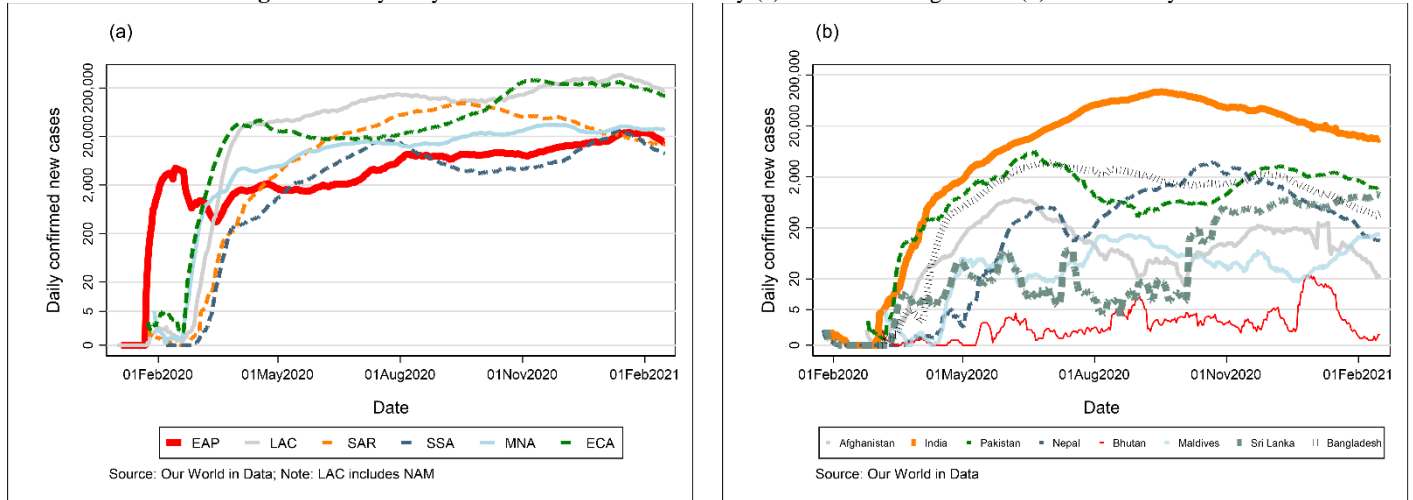 (a)
Daily confirmed new cases
200,000
20,000
2,000
200
20
5
0
01Feb2020 01May2020 01Aug2020 01Nov2020 01Feb2021
Date
EAP LAC SAR SSA MNA ECA
Source: Our World in Data; Note: LAC includes NAM
(b)
Daily confirmed new cases
200,000
20,000
2,000
200
20
5
0
01Feb2020 01May2020 01Aug2020 01Nov2020 01Feb2021
Date
Afghanistan India Pakistan Nepal Bhutan Maldives Sri Lanka Bangladesh
Source: Our World in Data